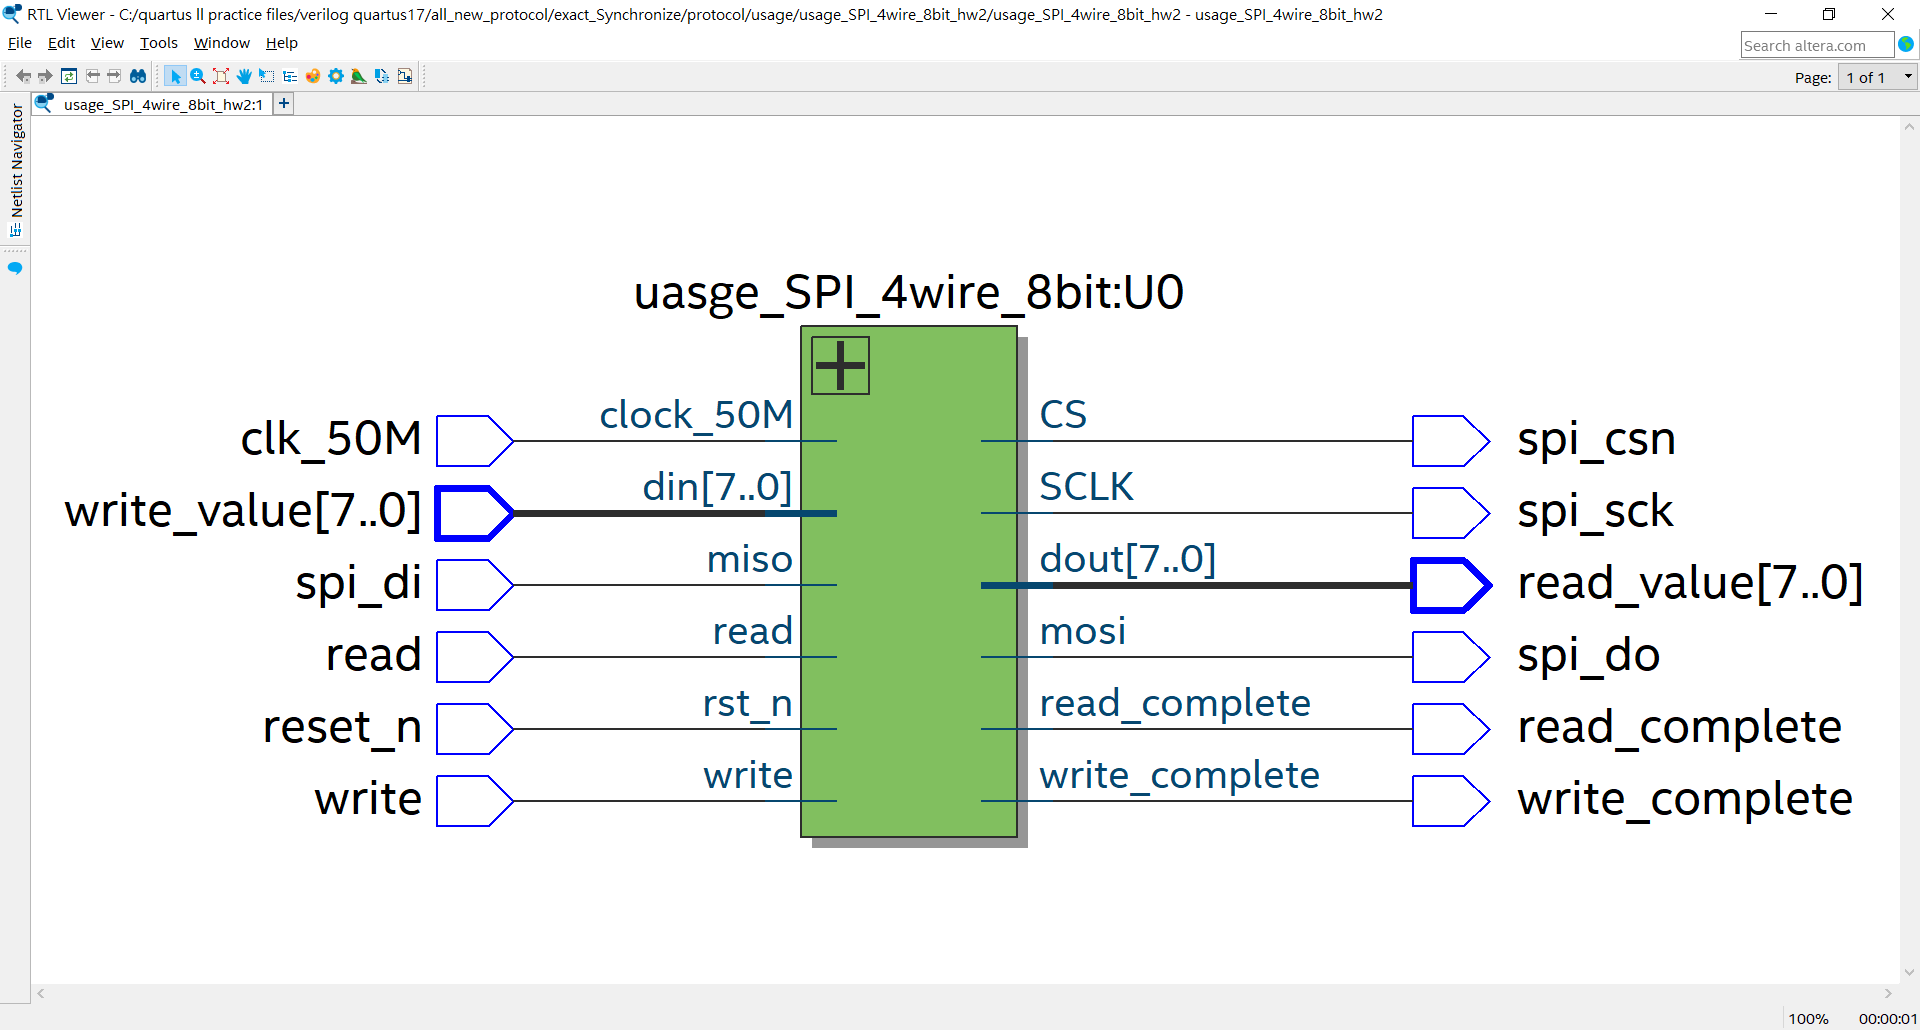 RTL Viewer - C:/quartus ll practice files/verilog quartus17/all_new_protocol/exact_Synchronize/protocol/usage/usage_SPI_4wire_8bit_hw2/usage_SPI_4wire_8bit_hw2 - usage_SPI_4wire_8bit_hw2
File Edit View Tools Window Help
Search altera.com
Page: 1 of 1
usage_SPI_4wire_8bit_hw2:1
Netlist Navigator
uasge_SPI_4wire_8bit:U0
clk_50M clock_50M CS spi_csn
write_value[7..0] din[7..0] SCLK spi_sck
spi_di miso dout[7..0] read_value[7..0]
read read mosi spi_do
reset_n rst_n read_complete read_complete
write write write_complete write_complete
100% 00:00:01